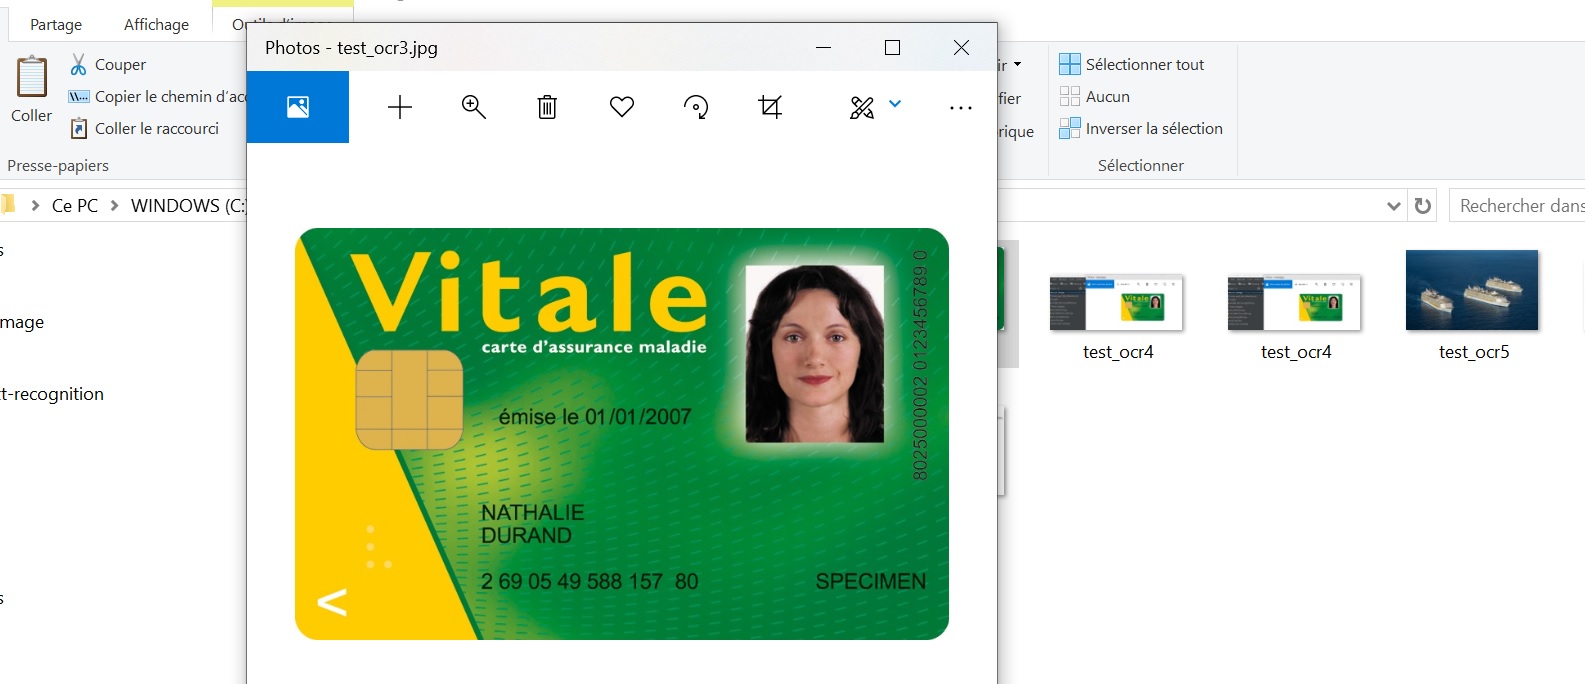 Partage
Affichage
Photos - test_ocr3.jpg
Couper
Copier le chemin d'acc
Coller le raccourci
Coller
Presse-papiers
ir
fier
rique
Sélectionner tout
Aucun
Inverser la sélection
Sélectionner
Ce PC
WINDOWS (C:)
Rechercher dans
s
mage
t-recognition
s
Vitale
carte d'assurance maladie
émise le 01/01/2007
8025000002 0123456789 0
NATHALIE
DURAND
2 69 05 49 588 157 80
SPECIMEN
<
test_ocr4
test_ocr4
test_ocr5